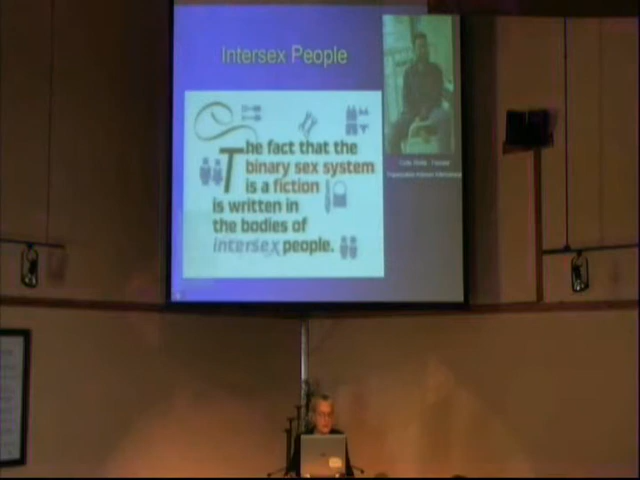 Intersex People
The fact that the
binary sex system
is a fiction
is written in
the bodies of
intersex people.